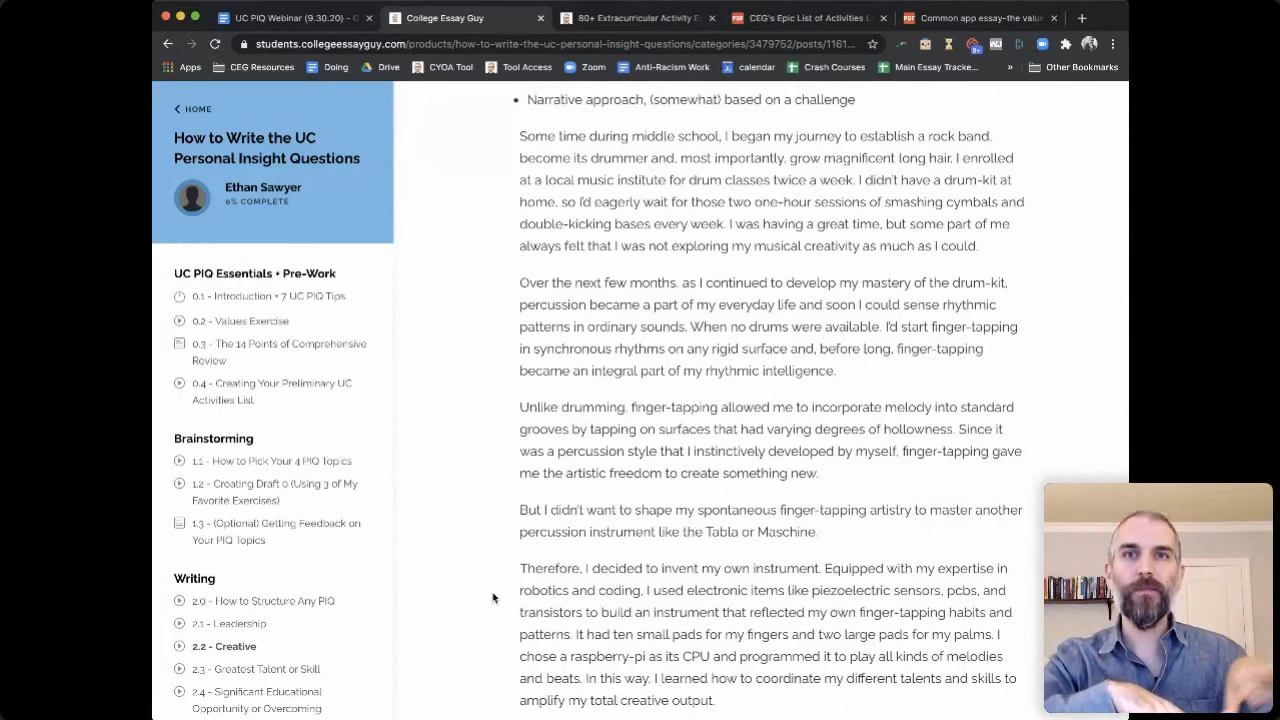 UC PIQ Webinar (9.30.20) - G
College Essay Guy
80+ Extracurricular Activity E
CEG's Epic List of Activities L
Common app essay-the value
students.collegeessayguy.com/products/how-to-write-the-uc-personal-insight-questions/categories/3479752/posts/1161...
Apps
CEG Resources
Doing
Drive
CYOA Tool
Tool Access
Zoom
Anti-Racism Work
calendar
Crash Courses
Main Essay Tracke...
»
Other Bookmarks
HOME
How to Write the UC
Personal Insight Questions
Ethan Sawyer
0% COMPLETE
UC PIQ Essentials + Pre-Work
0.1 - Introduction + 7 UC PIQ Tips
0.2 - Values Exercise
0.3 - The 14 Points of Comprehensive
Review
0.4 - Creating Your Preliminary UC
Activities List
Brainstorming
1.1 - How to Pick Your 4 PIQ Topics
1.2 - Creating Draft 0 (Using 3 of My
Favorite Exercises)
1.3 - (Optional) Getting Feedback on
Your PIQ Topics
Writing
2.0 - How to Structure Any PIQ
2.1 - Leadership
2.2 - Creative
2.3 - Greatest Talent or Skill
2.4 - Significant Educational
Opportunity or Overcoming
• Narrative approach, (somewhat) based on a challenge
Some time during middle school, I began my journey to establish a rock band,
become its drummer and, most importantly, grow magnificent long hair. I enrolled
at a local music institute for drum classes twice a week. I didn't have a drum-kit at
home, so I'd eagerly wait for those two one-hour sessions of smashing cymbals and
double-kicking bases every week. I was having a great time, but some part of me
always felt that I was not exploring my musical creativity as much as I could.
Over the next few months, as I continued to develop my mastery of the drum-kit,
percussion became a part of my everyday life and soon I could sense rhythmic
patterns in ordinary sounds. When no drums were available, I'd start finger-tapping
in synchronous rhythms on any rigid surface and, before long, finger-tapping
became an integral part of my rhythmic intelligence.
Unlike drumming, finger-tapping allowed me to incorporate melody into standard
grooves by tapping on surfaces that had varying degrees of hollowness. Since it
was a percussion style that I instinctively developed by myself, finger-tapping gave
me the artistic freedom to create something new.
But I didn't want to shape my spontaneous finger-tapping artistry to master another
percussion instrument like the Tabla or Maschine.
Therefore, I decided to invent my own instrument. Equipped with my expertise in
robotics and coding, I used electronic items like piezoelectric sensors, pcbs, and
transistors to build an instrument that reflected my own finger-tapping habits and
patterns. It had ten small pads for my fingers and two large pads for my palms. I
chose a raspberry-pi as its CPU and programmed it to play all kinds of melodies
and beats. In this way, I learned how to coordinate my different talents and skills to
amplify my total creative output.